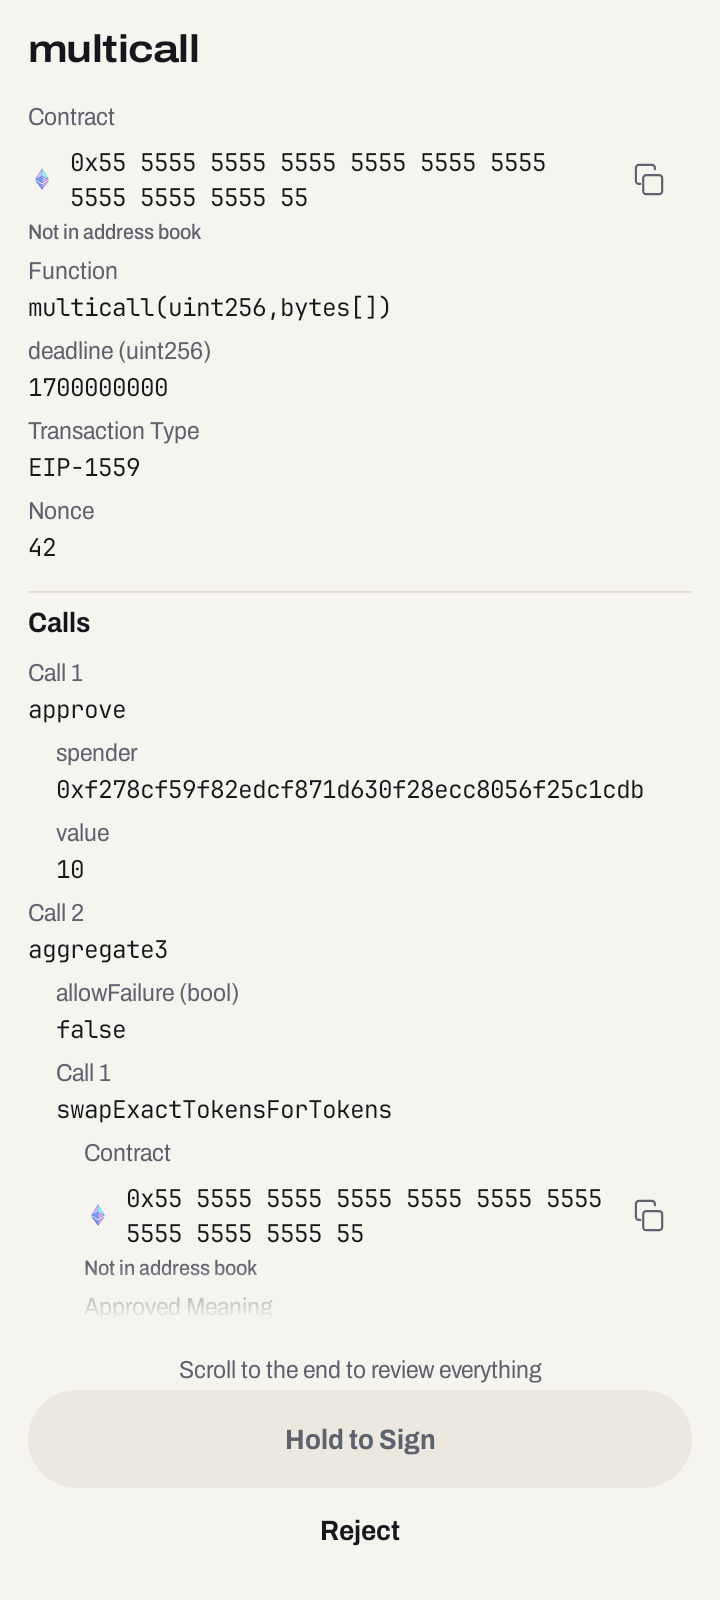 multicall
Contract
0x55 5555 5555 5555 5555 5555 5555
5555 5555 5555 55
Not in address book
Function
multicall(uint256,bytes[])
deadline (uint256)
1700000000
Transaction Type
EIP-1559
Nonce
42
Calls
Call 1
approve
spender
0xf278cf59f82edcf871d630f28ecc8056f25c1cdb
value
10
Call 2
aggregate3
allowFailure (bool)
false
Call 1
swapExactTokensForTokens
Contract
0x55 5555 5555 5555 5555 5555 5555
5555 5555 5555 55
Not in address book
Approved Meaning
Scroll to the end to review everything
Hold to Sign
Reject